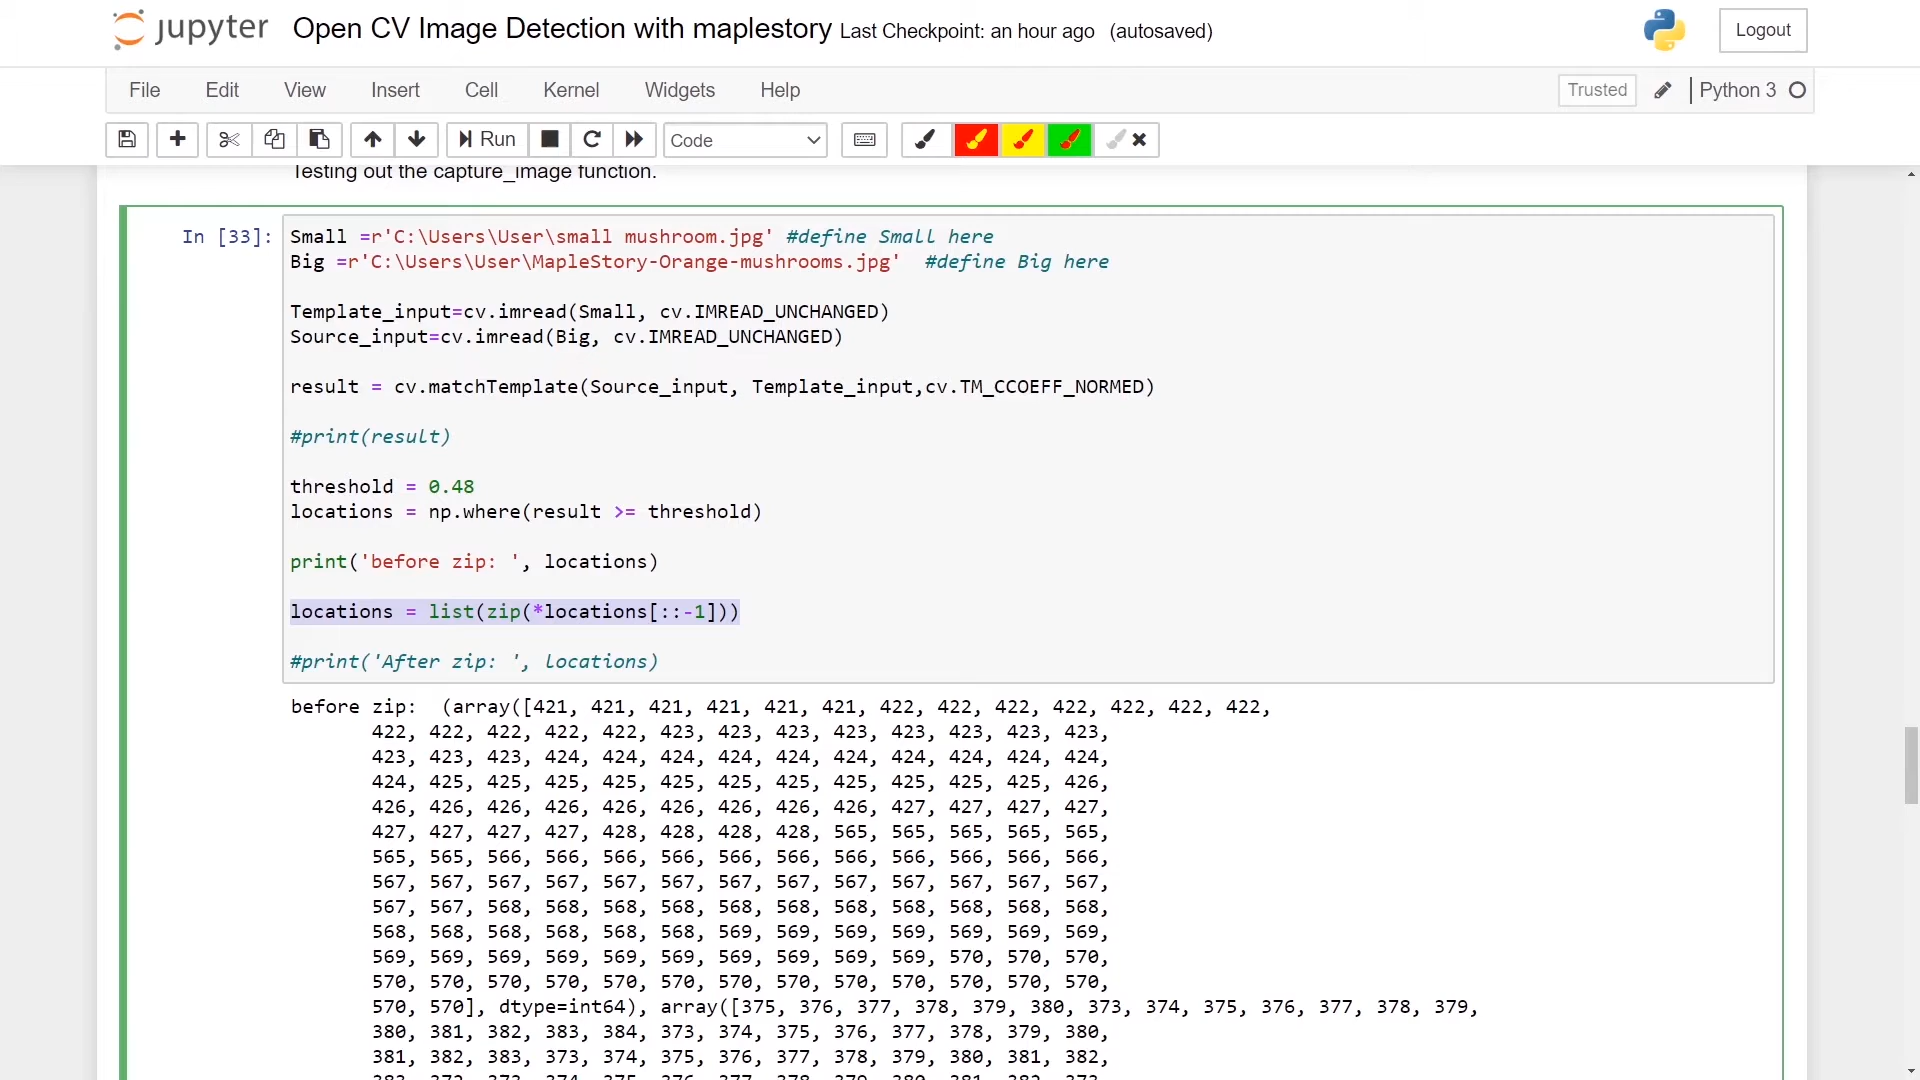 jupyter Open CV Image Detection with maplestory Last Checkpoint: an hour ago (autosaved) Logout
File Edit View Insert Cell Kernel Widgets Help Trusted Python 3
Run Code
Testing out the capture_image function.
In [33]: Small =r'C:\Users\User\small mushroom.jpg' #define Small here
Big =r'C:\Users\User\MapleStory-Orange-mushrooms.jpg'  #define Big here
Template_input=cv.imread(Small, cv.IMREAD_UNCHANGED)
Source_input=cv.imread(Big, cv.IMREAD_UNCHANGED)
result = cv.matchTemplate(Source_input, Template_input,cv.TM_CCOEFF_NORMED)
#print(result)
threshold = 0.48
locations = np.where(result >= threshold)
print('before zip: ', locations)
locations = list(zip(*locations[::-1]))
#print('After zip: ', locations)
before zip:  (array([421, 421, 421, 421, 421, 421, 422, 422, 422, 422, 422, 422, 422,
422, 422, 422, 422, 422, 423, 423, 423, 423, 423, 423, 423, 423,
423, 423, 423, 424, 424, 424, 424, 424, 424, 424, 424, 424, 424,
424, 425, 425, 425, 425, 425, 425, 425, 425, 425, 425, 425, 426,
426, 426, 426, 426, 426, 426, 426, 426, 426, 427, 427, 427, 427,
427, 427, 427, 427, 428, 428, 428, 428, 565, 565, 565, 565, 565,
565, 565, 566, 566, 566, 566, 566, 566, 566, 566, 566, 566, 566,
567, 567, 567, 567, 567, 567, 567, 567, 567, 567, 567, 567, 567,
567, 567, 568, 568, 568, 568, 568, 568, 568, 568, 568, 568, 568,
568, 568, 568, 568, 568, 568, 569, 569, 569, 569, 569, 569, 569,
569, 569, 569, 569, 569, 569, 569, 569, 569, 569, 570, 570, 570,
570, 570, 570, 570, 570, 570, 570, 570, 570, 570, 570, 570, 570,
570, 570], dtype=int64), array([375, 376, 377, 378, 379, 380, 373, 374, 375, 376, 377, 378, 379,
380, 381, 382, 383, 384, 373, 374, 375, 376, 377, 378, 379, 380,
381, 382, 383, 373, 374, 375, 376, 377, 378, 379, 380, 381, 382,